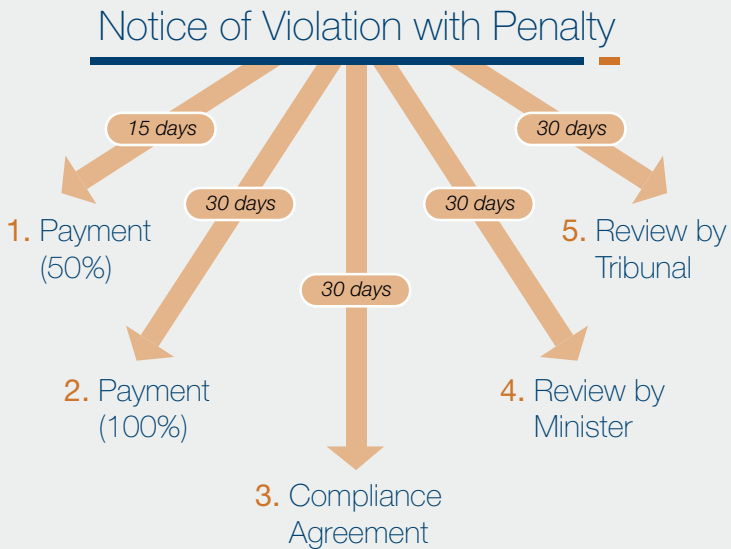 Notice of Violation with Penalty
15 days
30 days
30 days
30 days
30 days
1. Payment
(50%)
2. Payment
(100%)
3. Compliance
Agreement
4. Review by
Minister
5. Review by
Tribunal